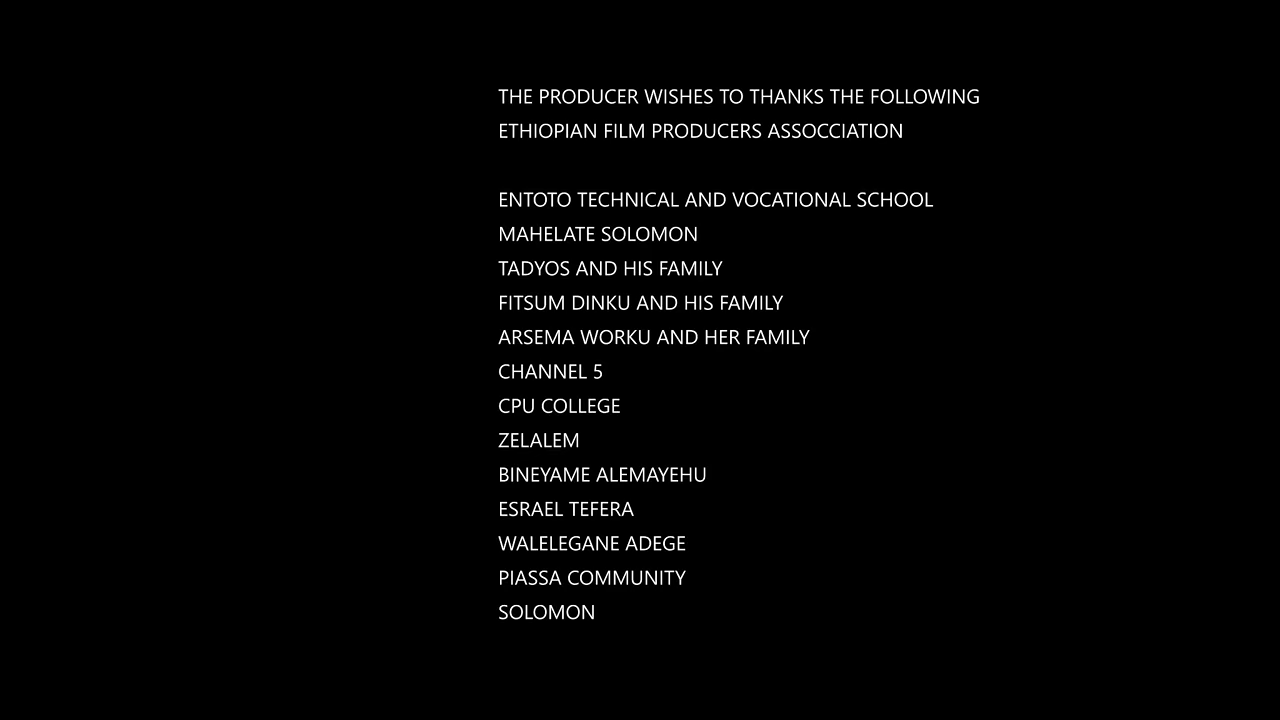 THE PRODUCER WISHES TO THANKS THE FOLLOWING
ETHIOPIAN FILM PRODUCERS ASSOCCIATION
ENTOTO TECHNICAL AND VOCATIONAL SCHOOL
MAHELATE SOLOMON
TADYOS AND HIS FAMILY
FITSUM DINKU AND HIS FAMILY
ARSEMA WORKU AND HER FAMILY
CHANNEL 5
CPU COLLEGE
ZELALEM
BINEYAME ALEMAYEHU
ESRAEL TEFERA
WALELEGANE ADEGE
PIASSA COMMUNITY
SOLOMON